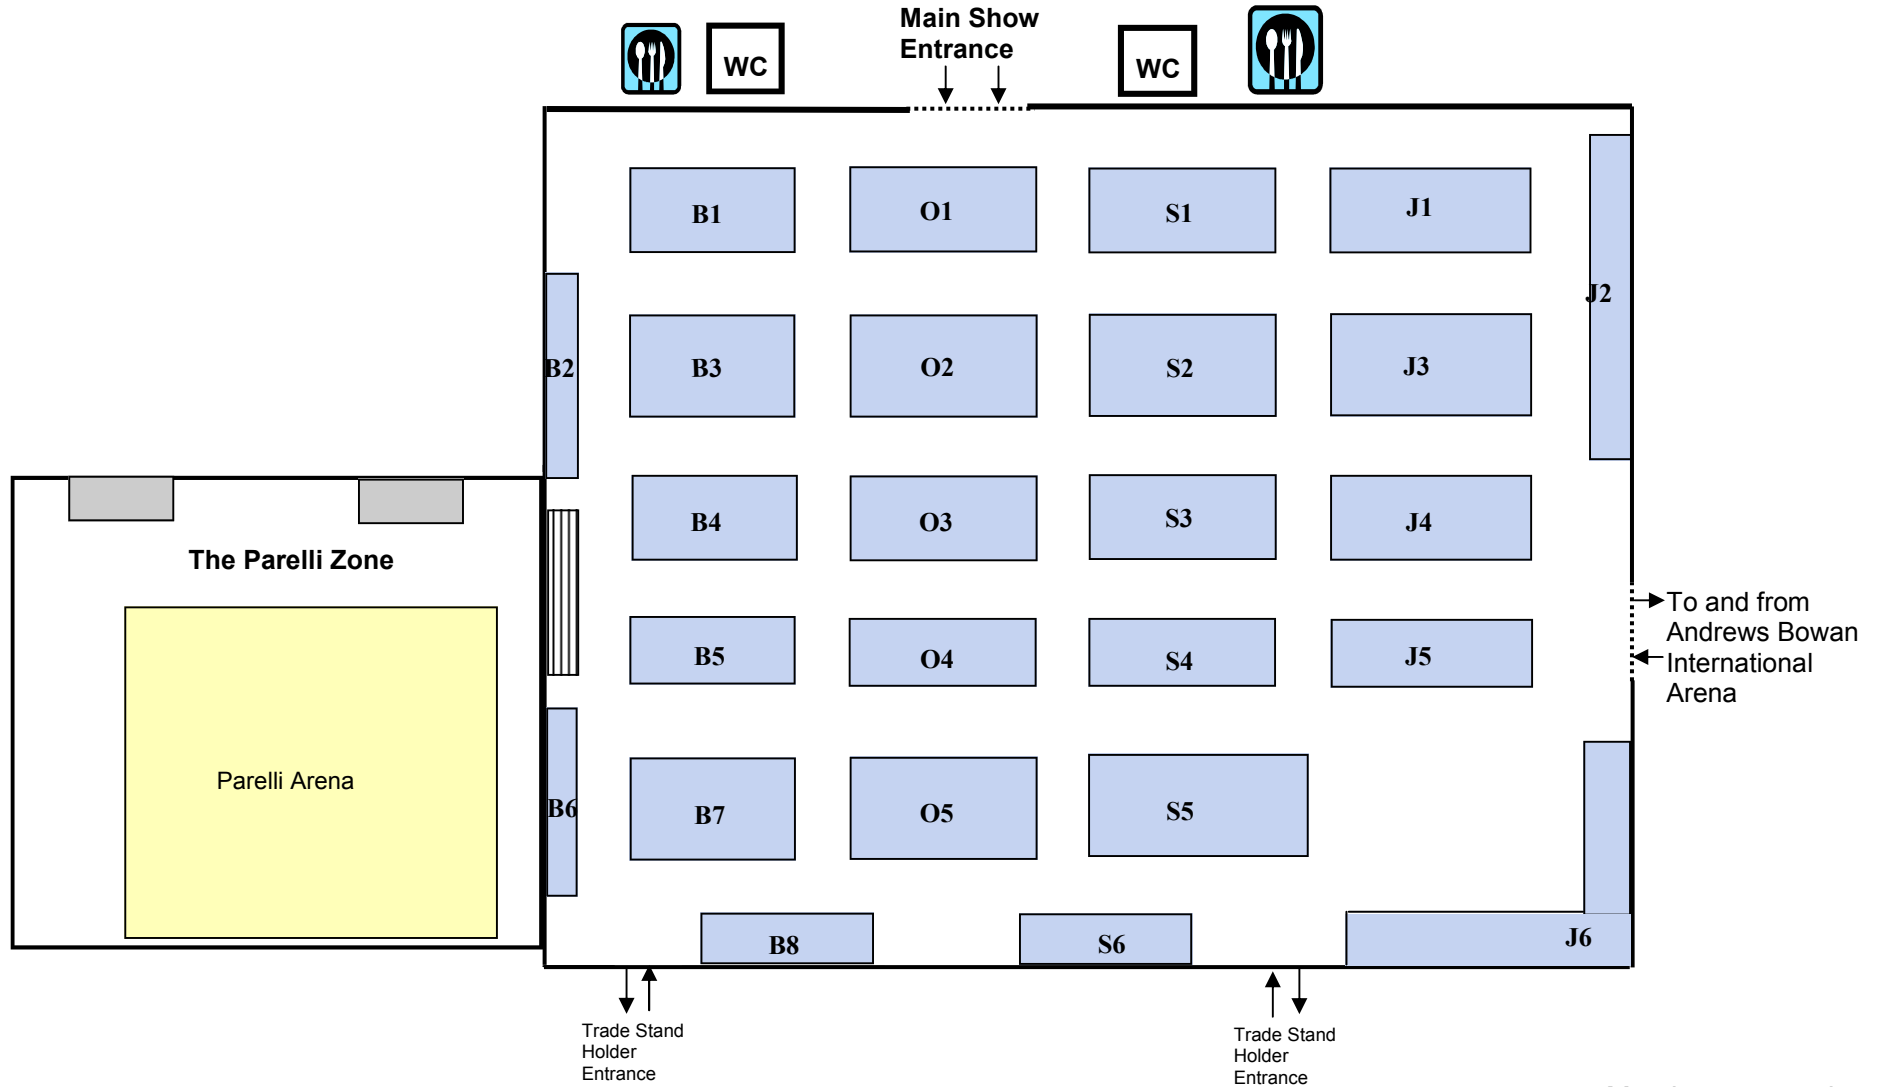 Main Show
Entrance
WC
WC
B1
O1
S1
J1
J2
B2
B3
O2
S2
J3
B4
O3
S3
J4
The Parelli Zone
To and from
Andrews Bowan
International
Arena
B5
O4
S4
J5
Parelli Arena
B6
B7
O5
S5
B8
S6
J6
Trade Stand
Holder
Entrance
Trade Stand
Holder
Entrance